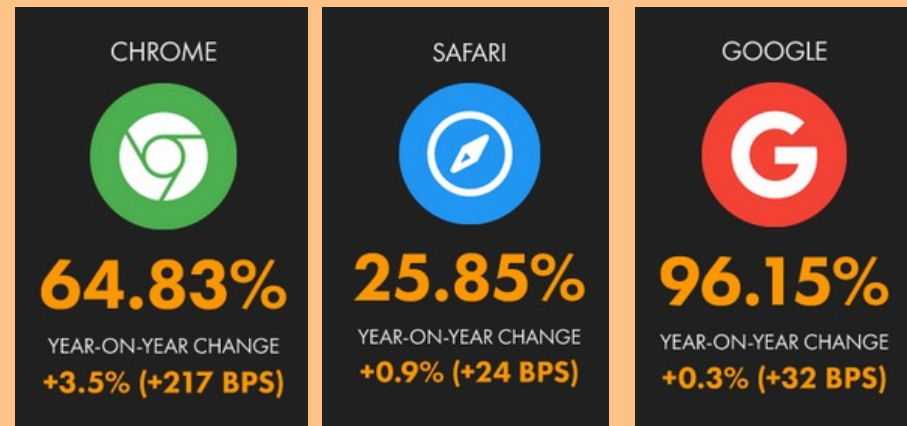 CHROME
64.83%
YEAR-ON-YEAR CHANGE
+3.5% (+217 BPS)
SAFARI
25.85%
YEAR-ON-YEAR CHANGE
+0.9% (+24 BPS)
GOOGLE
G
96.15%
YEAR-ON-YEAR CHANGE
+0.3% (+32 BPS)